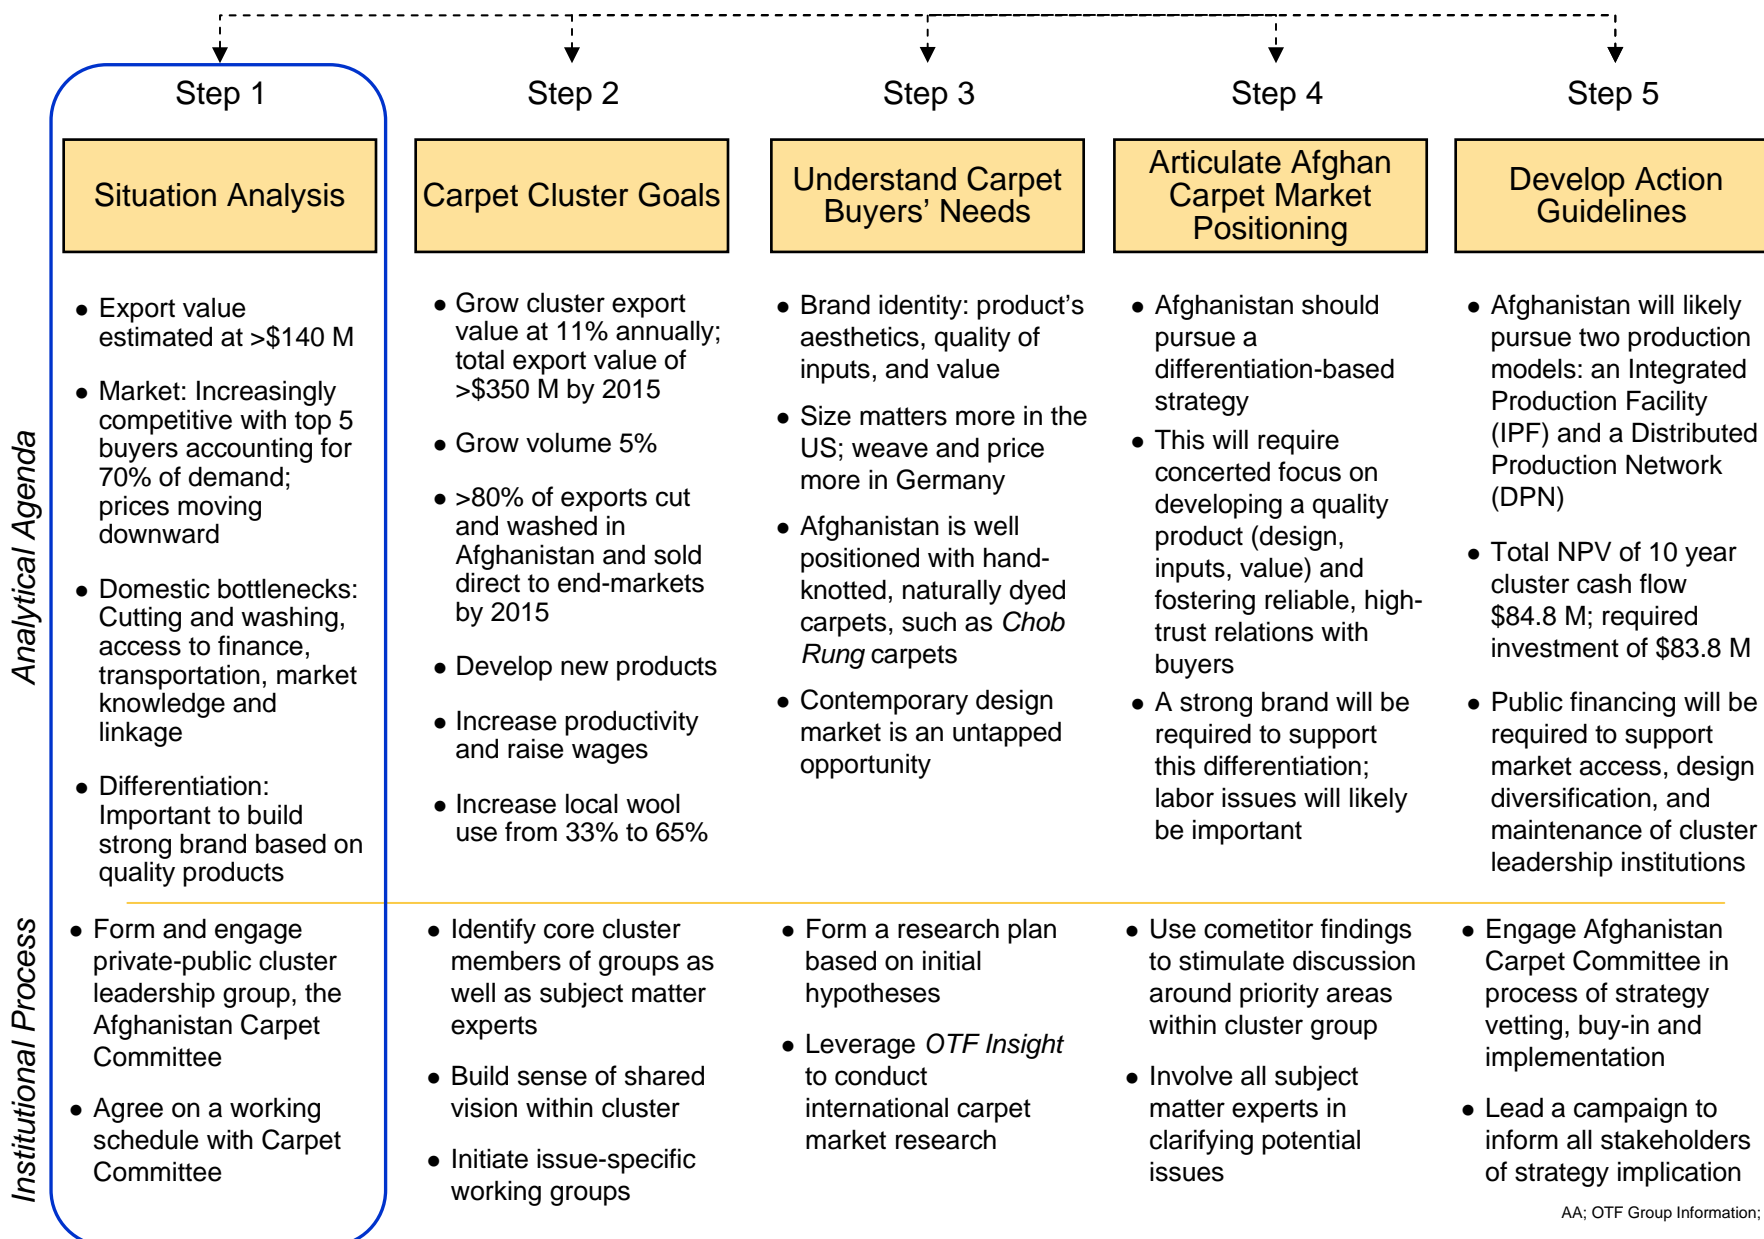 Step 1
Step 2
Step 3
Step 4
Step 5
Situation Analysis
Carpet Cluster Goals
Understand Carpet
Buyers’ Needs
Articulate Afghan
Carpet Market
Positioning
Develop Action
Guidelines
Analytical Agenda
● Export value
estimated at >$140 M
● Market: Increasingly
competitive with top 5
buyers accounting for
70% of demand;
prices moving
downward
● Domestic bottlenecks:
Cutting and washing,
access to finance,
transportation, market
knowledge and
linkage
● Differentiation:
Important to build
strong brand based on
quality products
● Grow cluster export
value at 11% annually;
total export value of
>$350 M by 2015
● Grow volume 5%
● >80% of exports cut
and washed in
Afghanistan and sold
direct to end-markets
by 2015
● Develop new products
● Increase productivity
and raise wages
● Increase local wool
use from 33% to 65%
● Brand identity: product’s
aesthetics, quality of
inputs, and value
● Size matters more in the
US; weave and price
more in Germany
● Afghanistan is well
positioned with hand-
knotted, naturally dyed
carpets, such as Chob
Rung carpets
● Contemporary design
market is an untapped
opportunity
● Afghanistan should
pursue a
differentiation-based
strategy
● This will require
concerted focus on
developing a quality
product (design,
inputs, value) and
fostering reliable, high-
trust relations with
buyers
● A strong brand will be
required to support
this differentiation;
labor issues will likely
be important
● Afghanistan will likely
pursue two production
models: an Integrated
Production Facility
(IPF) and a Distributed
Production Network
(DPN)
● Total NPV of 10 year
cluster cash flow
$84.8 M; required
investment of $83.8 M
● Public financing will be
required to support
market access, design
diversification, and
maintenance of cluster
leadership institutions
Institutional Process
● Form and engage
private-public cluster
leadership group, the
Afghanistan Carpet
Committee
● Agree on a working
schedule with Carpet
Committee
● Identify core cluster
members of groups as
well as subject matter
experts
● Build sense of shared
vision within cluster
● Initiate issue-specific
working groups
● Form a research plan
based on initial
hypotheses
● Leverage OTF Insight
to conduct
international carpet
market research
● Use cometitor findings
to stimulate discussion
around priority areas
within cluster group
● Involve all subject
matter experts in
clarifying potential
issues
● Engage Afghanistan
Carpet Committee in
process of strategy
vetting, buy-in and
implementation
● Lead a campaign to
inform all stakeholders
of strategy implication
AA; OTF Group Information;